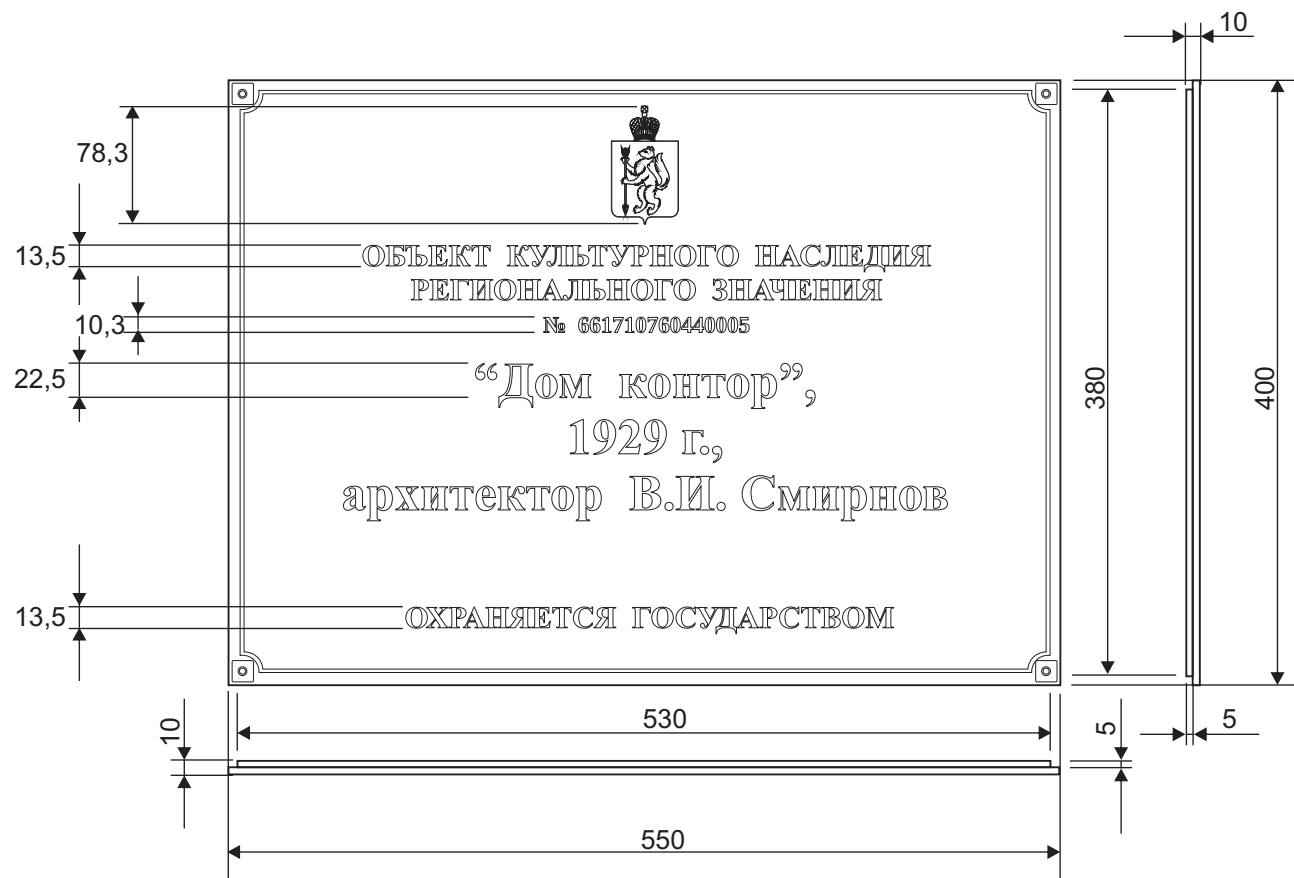 10
78,3
13,5
ОБЪЕКТ КУЛЬТУРНОГО НАСЛЕДИЯ
РЕГИОНАЛЬНОГО ЗНАЧЕНИЯ
10,3
№ 661710760440005
22,5
“Дом контор”,
380
400
1929 г.,
архитектор В.И. Смирнов
13,5
ОХРАНЯЕТСЯ ГОСУДАРСТВОМ
10
530
5
5
550